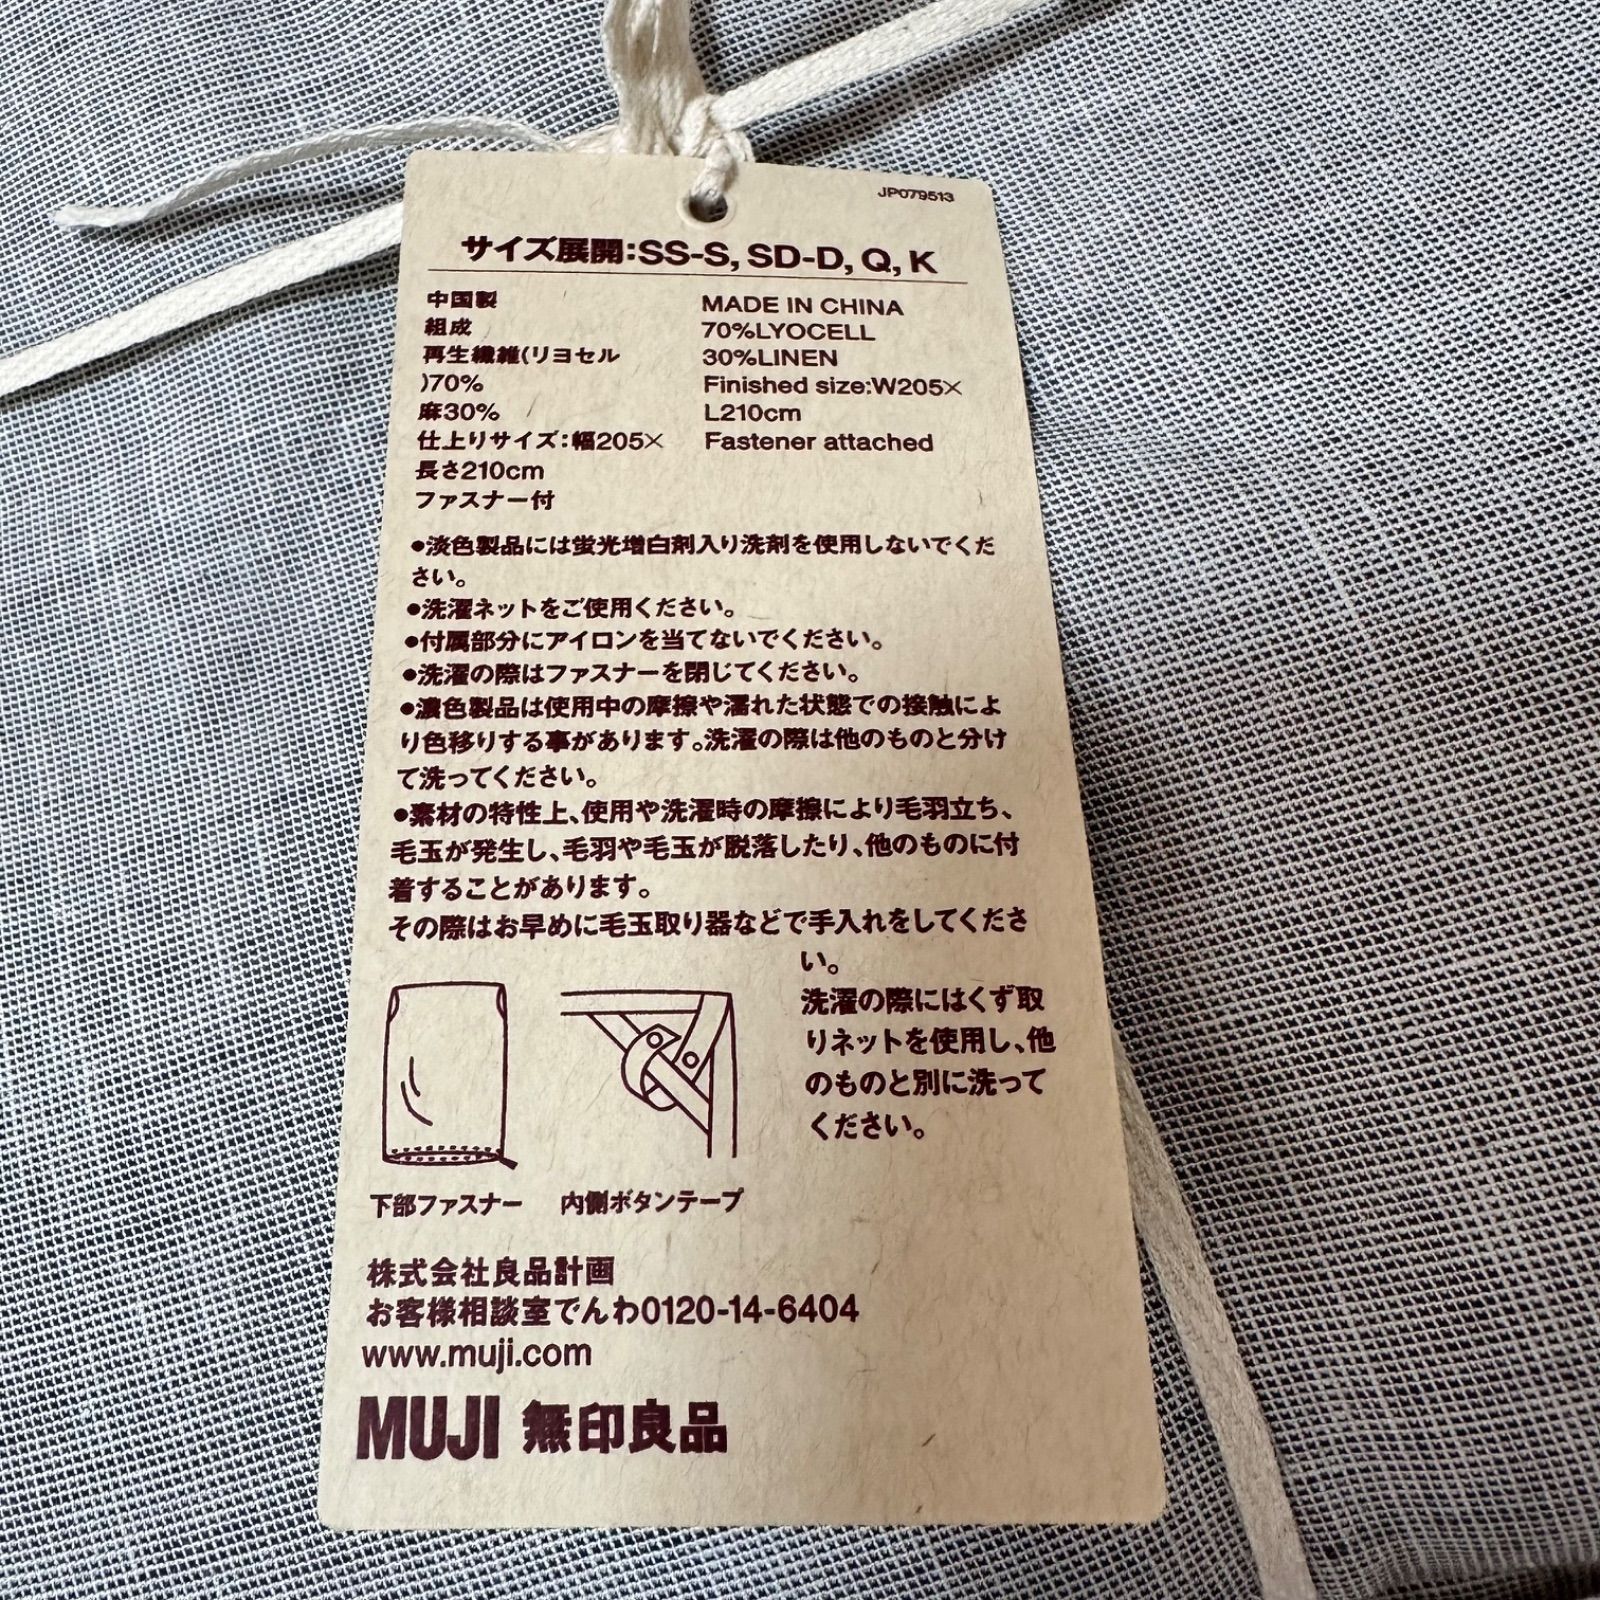 JP079513
サイズ展開:SS-S, SD-D, Q, K
中国製
組成
再生繊維(リヨセル
)70%
麻30%
仕上りサイズ:幅205×
長さ210cm
ファスナー付
MADE IN CHINA
70%LYOCELL
30%LINEN
Finished size:W205×
L210cm
Fastener attached
●淡色製品には蛍光増白剤入り洗剤を使用しないでくだ
さい。
●洗濯ネットをご使用ください。
●付属部分にアイロンを当てないでください。
●洗濯の際はファスナーを閉じてください。
●濃色製品は使用中の摩擦や濡れた状態での接触によ
り色移りする事があります。洗濯の際は他のものと分け
て洗ってください。
●素材の特性上、使用や洗濯時の摩擦により毛羽立ち、
毛玉が発生し、毛羽や毛玉が脱落したり、他のものに付
着することがあります。
その際はお早めに毛玉取り器などで手入れをしてくださ
い。
洗濯の際にはくず取
りネットを使用し、他
のものと別に洗って
ください。
下部ファスナー
内側ボタンテープ
株式会社良品計画
お客様相談室でんわ0120-14-6404
www.muji.com
MUJI 無印良品